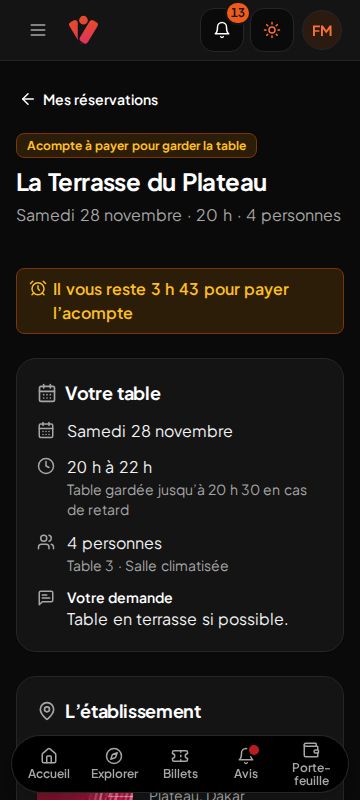 13
FM
Mes réservations
Acompte à payer pour garder la table
La Terrasse du Plateau
Samedi 28 novembre · 20 h · 4 personnes
Il vous reste 3 h 43 pour payer
l’acompte
Votre table
Samedi 28 novembre
20 h à 22 h
Table gardée jusqu’à 20 h 30 en cas
de retard
4 personnes
Table 3 · Salle climatisée
Votre demande
Table en terrasse si possible.
L’établissement
Accueil
Explorer
Billets
Avis
Porte-
feuille
Plateau, Dakar